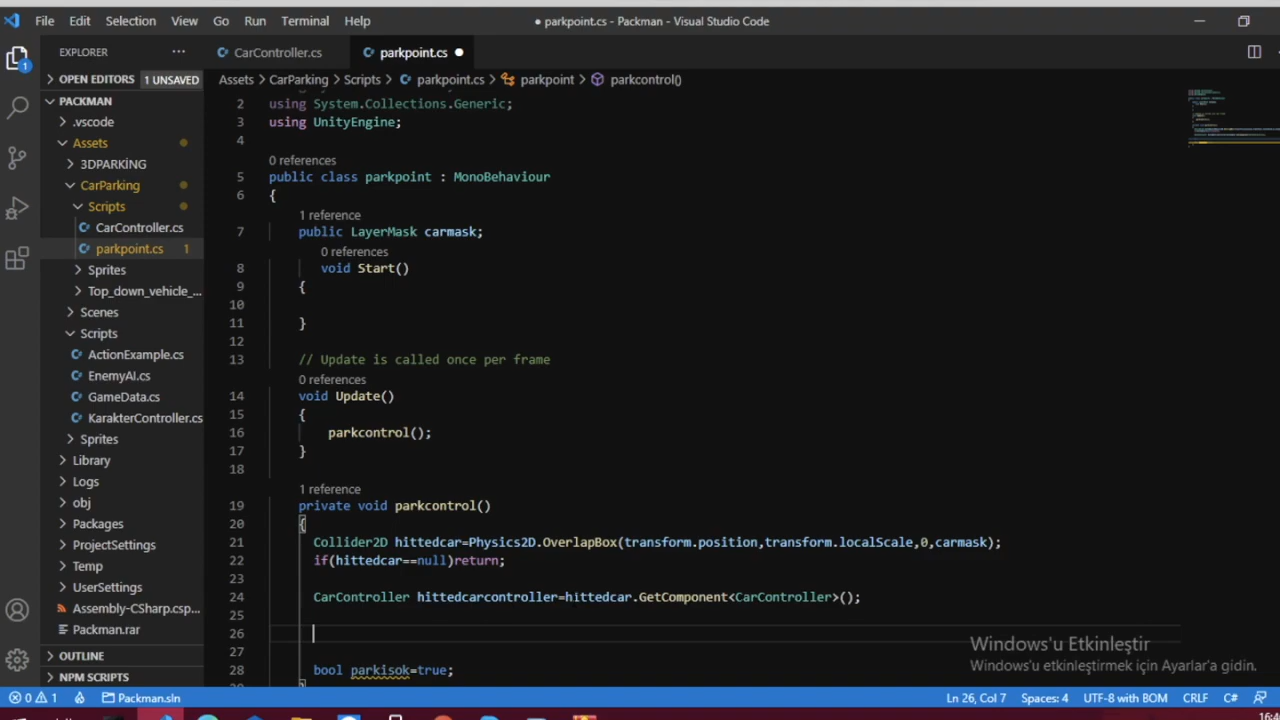 File Edit Selection View Go Run Terminal Help
● parkpoint.cs - Packman - Visual Studio Code
EXPLORER ···
CarController.cs
parkpoint.cs ●
OPEN EDITORS 1 UNSAVED
Assets > CarParking > Scripts > parkpoint.cs > parkpoint > parkcontrol()
1
PACKMAN
.vscode
Assets
3DPARKİNG
CarParking
Scripts
CarController.cs
parkpoint.cs 1
Sprites
Top_down_vehicle_...
Scenes
Scripts
ActionExample.cs
EnemyAI.cs
GameData.cs
KarakterController.cs
Sprites
Library
Logs
obj
Packages
ProjectSettings
Temp
UserSettings
Assembly-CSharp.csp...
Packman.rar
OUTLINE
NPM SCRIPTS
2 using System.Collections.Generic;
3 using UnityEngine;
4
0 references
5 public class parkpoint : MonoBehaviour
6 {
1 reference
7 public LayerMask carmask;
0 references
8 void Start()
9 {
10
11 }
12
13 // Update is called once per frame
0 references
14 void Update()
15 {
16 parkcontrol();
17 }
18
1 reference
19 private void parkcontrol()
20 {
21 Collider2D hittedcar=Physics2D.OverlapBox(transform.position,transform.localScale,0,carmask);
22 if(hittedcar==null)return;
23
24 CarController hittedcarcontroller=hittedcar.GetComponent<CarController>();
25
26
27
28 bool parkisok=true;
Windows'u Etkinleştir
Windows'u etkinleştirmek için Ayarlar'a gidin.
0 1 Packman.sln
Ln 26, Col 7 Spaces: 4 UTF-8 with BOM CRLF C#